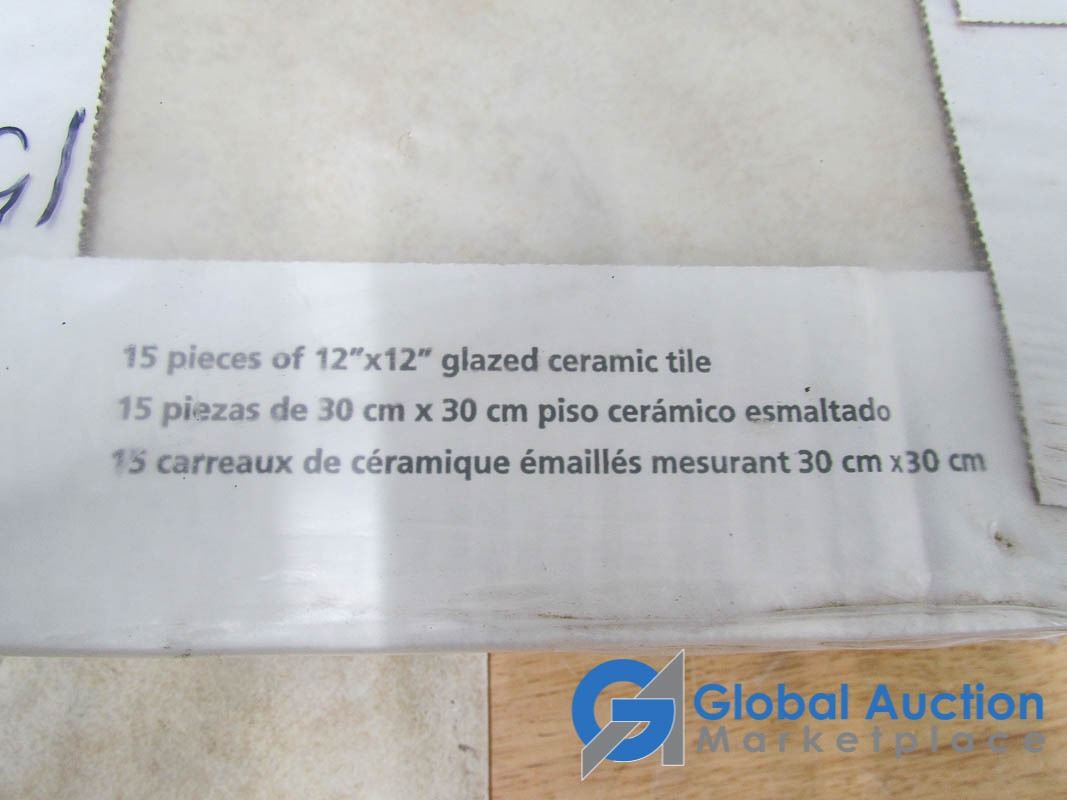 15 pieces of 12”x12” glazed ceramic tile
15 piezas de 30 cm x 30 cm piso cerámico esmaltado
15 carreaux de céramique émaillés mesurant 30 cm x30 cm
Global Auction
Marketplace